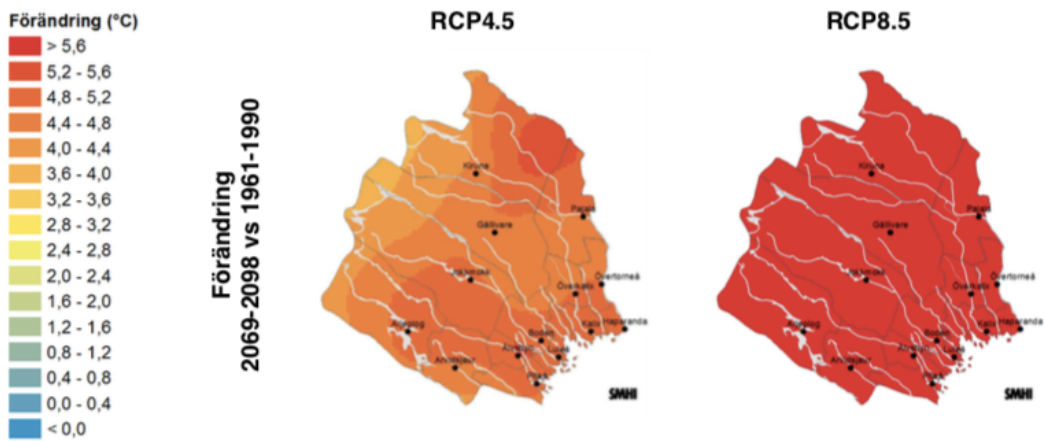 Förändring (°C)
> 5,6
5,2 - 5,6
4,8 - 5,2
4,4 - 4,8
4,0 - 4,4
3,6 - 4,0
3,2 - 3,6
2,8 - 3,2
2,4 - 2,8
2,0 - 2,4
1,6 - 2,0
1,2 - 1,6
0,8 - 1,2
0,4 - 0,8
0,0 - 0,4
< 0,0
Förändring
2069-2098 vs 1961-1990
RCP4.5
Kiruna
Pajala
Gällivare
Jokkmokk
Övertorneå
Överkalix
Arjeplog
Boden
Kalix
Haparanda
Älvsbyn
Luleå
Arvidsjaur
Piteå
SMHI
RCP8.5
Kiruna
Pajala
Gällivare
Jokkmokk
Övertorneå
Överkalix
Arjeplog
Boden
Kalix
Haparanda
Älvsbyn
Luleå
Arvidsjaur
Piteå
SMHI